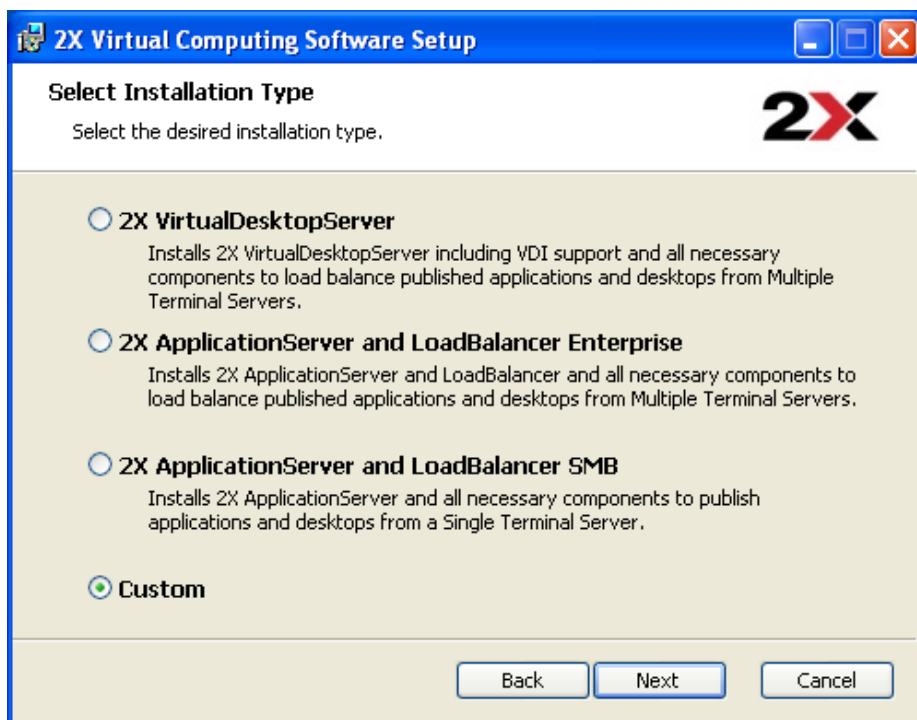 2X Virtual Computing Software Setup
Select Installation Type
Select the desired installation type.
2X
2X VirtualDesktopServer
Installs 2X VirtualDesktopServer including VDI support and all necessary
components to load balance published applications and desktops from Multiple
Terminal Servers.
2X ApplicationServer and LoadBalancer Enterprise
Installs 2X ApplicationServer and LoadBalancer and all necessary components to
load balance published applications and desktops from Multiple Terminal Servers.
2X ApplicationServer and LoadBalancer SMB
Installs 2X ApplicationServer and all necessary components to publish
applications and desktops from a Single Terminal Server.
Custom
Back Next Cancel